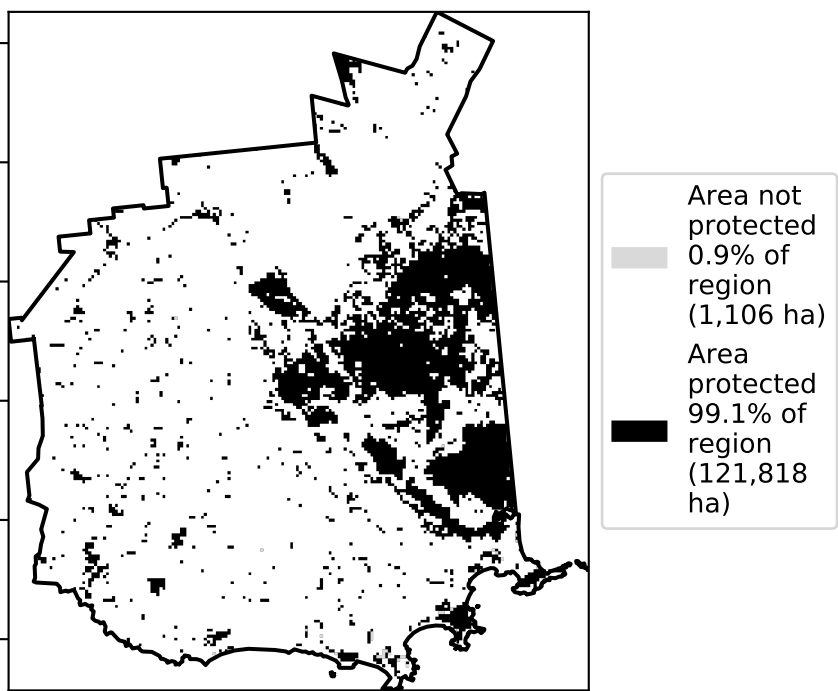 Area not
protected
0.9% of
region
(1,106 ha)
Area
protected
99.1% of
region
(121,818
ha)